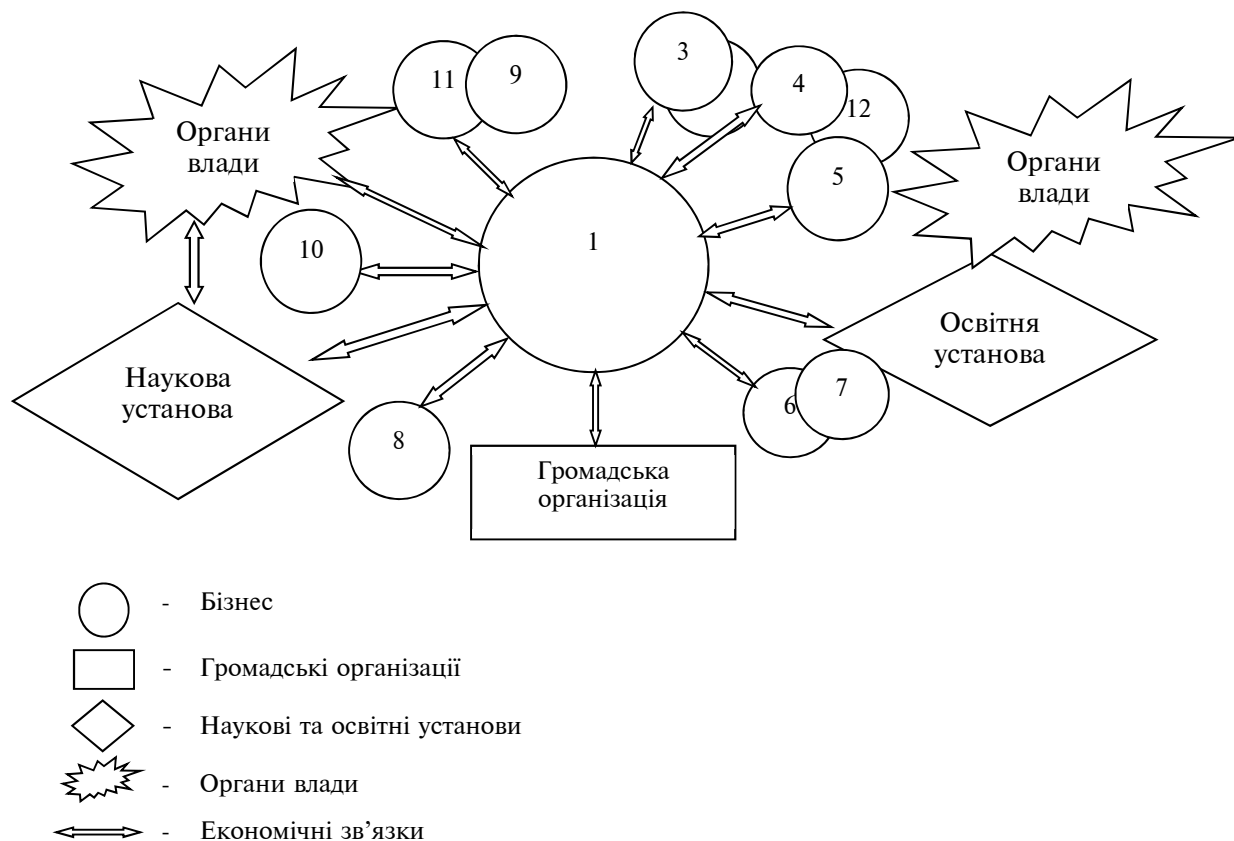 3
11
9
4
12
Органи
влади
Органи
влади
5
1
10
Освітня
установа
Наукова
установа
7
6
8
Громадська
організація
- Бізнес
- Громадські організації
- Наукові та освітні установи
- Органи влади
- Економічні зв’язки